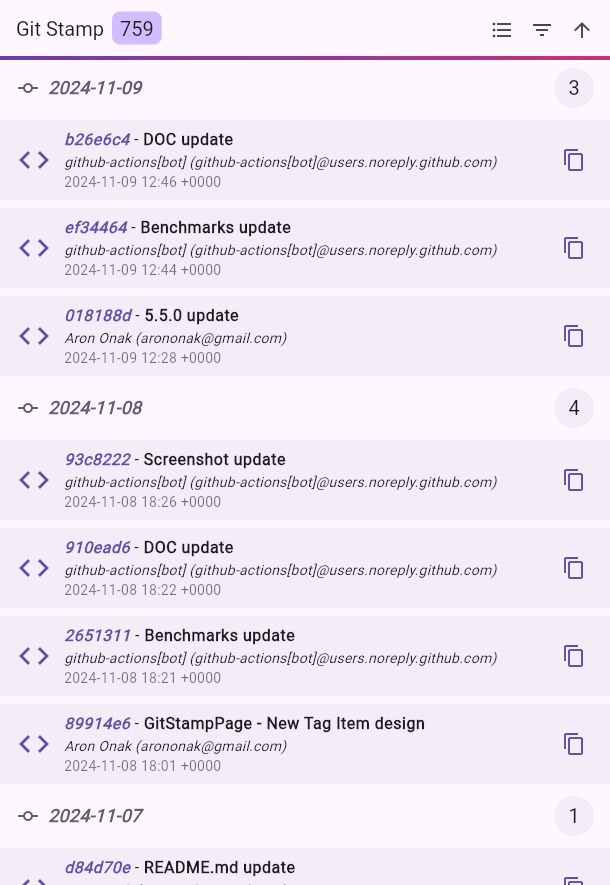 Git Stamp 759
2024-11-09 3
b26e6c4 - DOC update
github-actions[bot] (github-actions[bot]@users.noreply.github.com)
2024-11-09 12:46 +0000
ef34464 - Benchmarks update
github-actions[bot] (github-actions[bot]@users.noreply.github.com)
2024-11-09 12:44 +0000
018188d - 5.5.0 update
Aron Onak (arononak@gmail.com)
2024-11-09 12:28 +0000
2024-11-08 4
93c8222 - Screenshot update
github-actions[bot] (github-actions[bot]@users.noreply.github.com)
2024-11-08 18:26 +0000
910ead6 - DOC update
github-actions[bot] (github-actions[bot]@users.noreply.github.com)
2024-11-08 18:22 +0000
2651311 - Benchmarks update
github-actions[bot] (github-actions[bot]@users.noreply.github.com)
2024-11-08 18:21 +0000
89914e6 - GitStampPage - New Tag Item design
Aron Onak (arononak@gmail.com)
2024-11-08 18:01 +0000
2024-11-07 1
d84d70e - README.md update